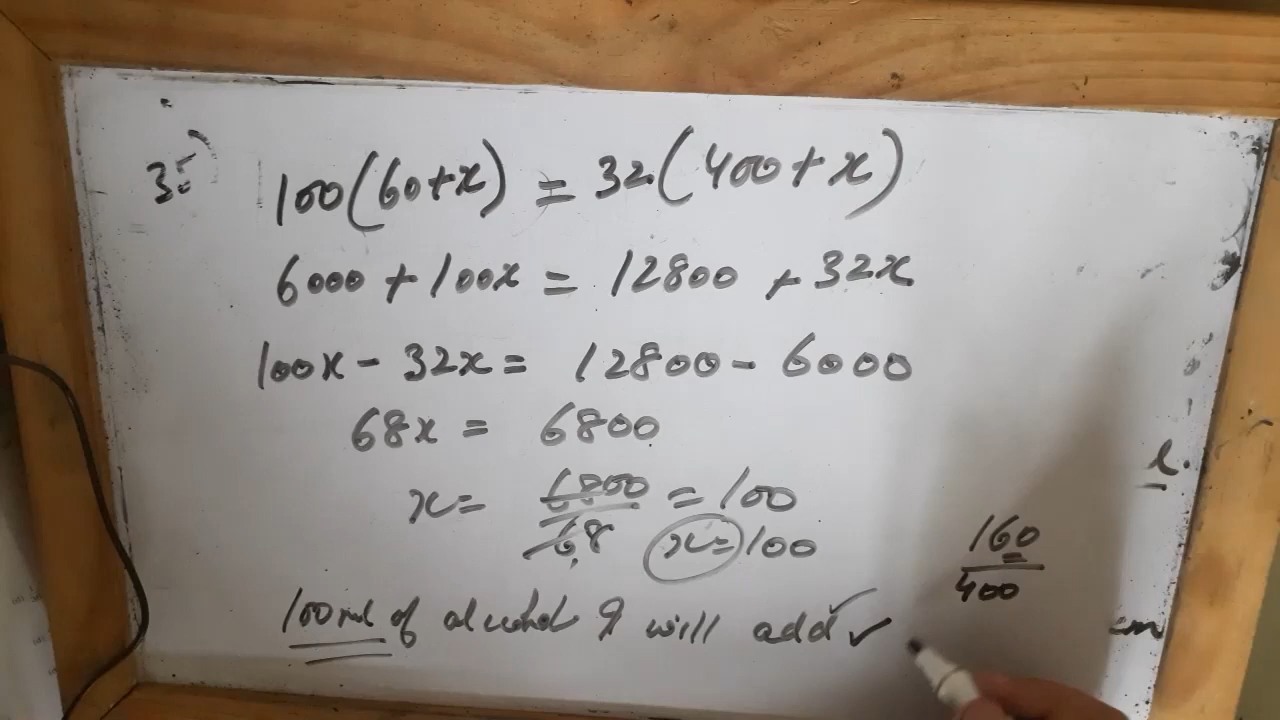 100(60+x) = 32(400+x)
6000 + 100x = 12800 + 32x
100x - 32x = 12800 - 6000
68x = 6800
x = 6800/68 = 100
x = 100
160/400
100 ml of alcohol I will add ✓